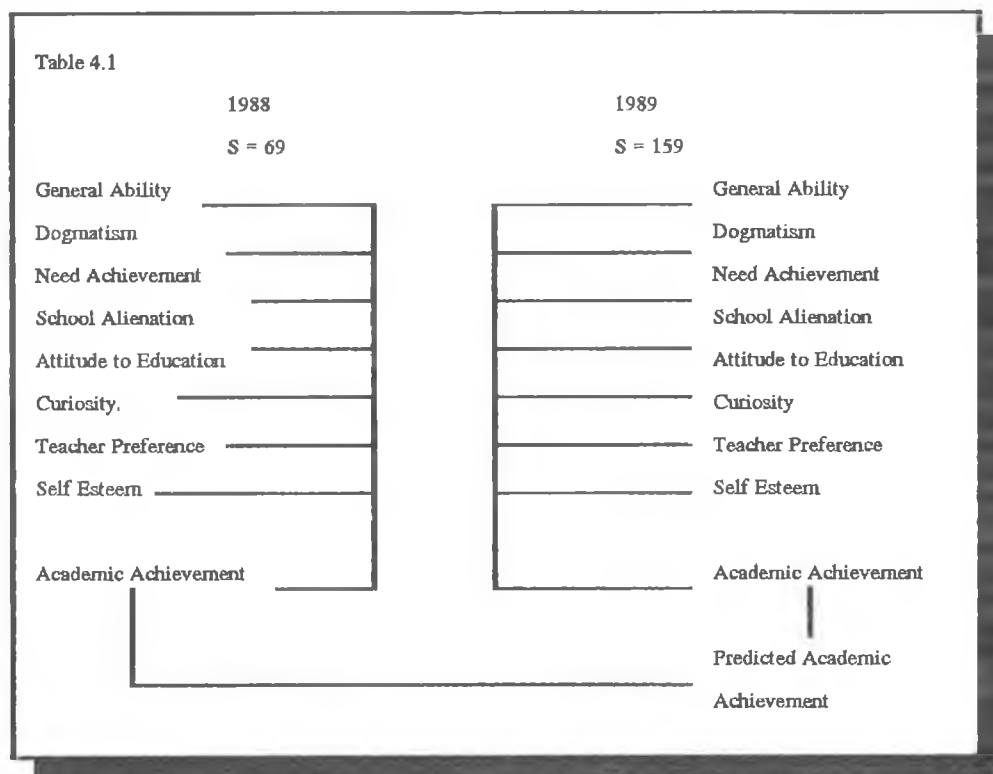 Table 4.1
1988 1989
S = 69 S = 159
General Ability General Ability
Dogmatism Dogmatism
Need Achievement Need Achievement
School Alienation School Alienation
Attitude to Education Attitude to Education
Curiosity. Curiosity
Teacher Preference Teacher Preference
Self Esteem Self Esteem
Academic Achievement Academic Achievement
Predicted Academic
Achievement